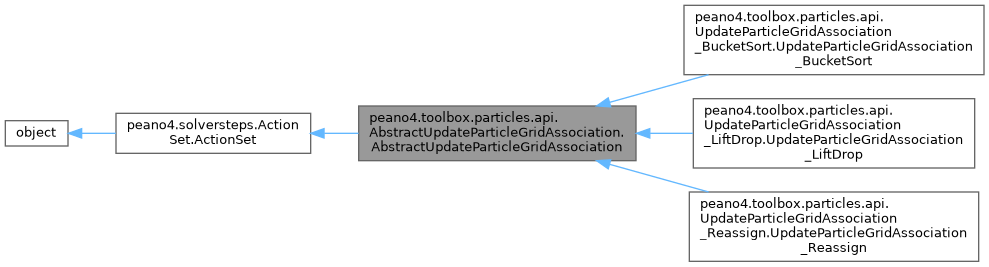 object
peano4.solversteps.Action
Set.ActionSet
peano4.toolbox.particles.api.
AbstractUpdateParticleGridAssociation.
AbstractUpdateParticleGridAssociation
peano4.toolbox.particles.api.
UpdateParticleGridAssociation
_BucketSort.UpdateParticleGridAssociation
_BucketSort
peano4.toolbox.particles.api.
UpdateParticleGridAssociation
_LiftDrop.UpdateParticleGridAssociation
_LiftDrop
peano4.toolbox.particles.api.
UpdateParticleGridAssociation
_Reassign.UpdateParticleGridAssociation
_Reassign